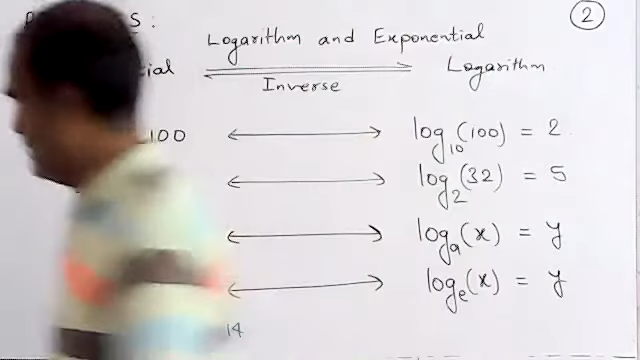 S : 2
Logarithm and Exponential
Logarithm
Inverse
100 log₁₀(100) = 2
log₂(32) = 5
logₐ(x) = y
logₑ(x) = y
14